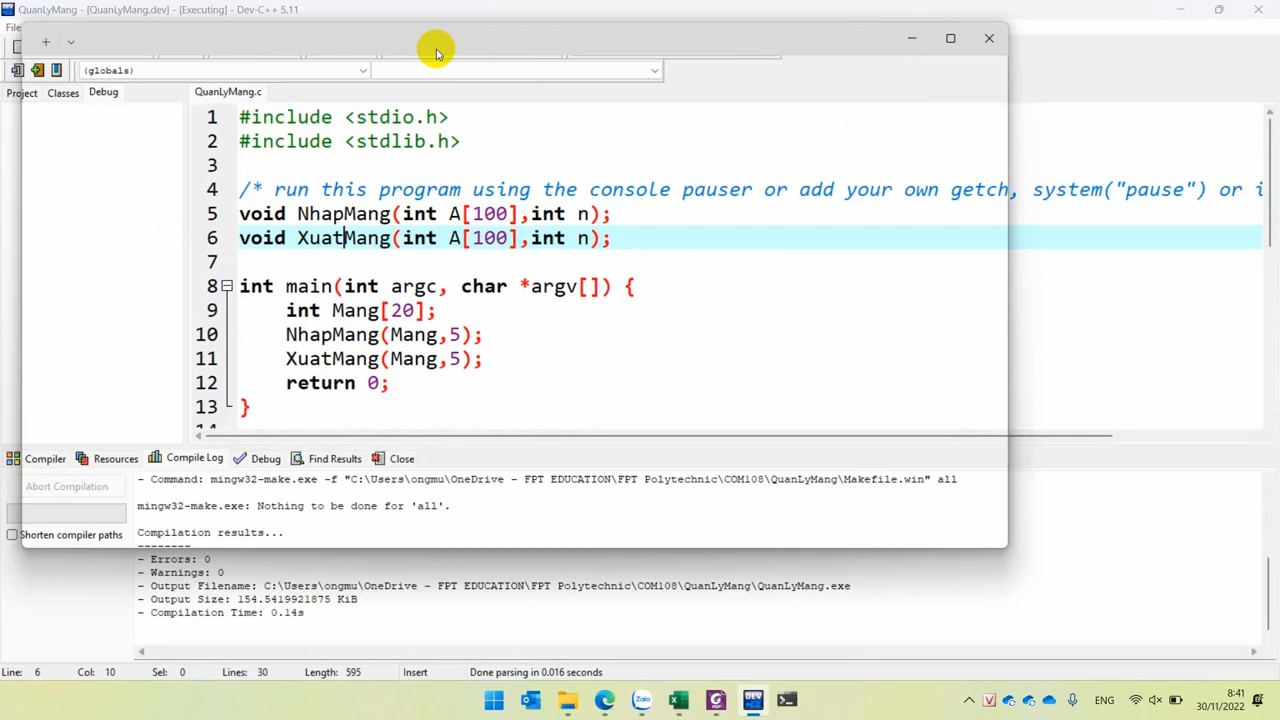 QuanLyMang - [QuanLyMang.dev] - [Executing] - Dev-C++ 5.11
File
(globals)
Project Classes Debug
QuanLyMang.c
1 #include <stdio.h>
2 #include <stdlib.h>
3
4 /* run this program using the console pauser or add your own getch, system("pause") or i
5 void NhapMang(int A[100],int n);
6 void XuatMang(int A[100],int n);
7
8 int main(int argc, char *argv[]) {
9 int Mang[20];
10 NhapMang(Mang,5);
11 XuatMang(Mang,5);
12 return 0;
13 }
Compiler Resources Compile Log Debug Find Results Close
Abort Compilation
Shorten compiler paths
- Command: mingw32-make.exe -f "C:\Users\ongmu\OneDrive - FPT EDUCATION\FPT Polytechnic\COM108\QuanLyMang\Makefile.win" all
mingw32-make.exe: Nothing to be done for 'all'.
Compilation results...
--------
- Errors: 0
- Warnings: 0
- Output Filename: C:\Users\ongmu\OneDrive - FPT EDUCATION\FPT Polytechnic\COM108\QuanLyMang\QuanLyMang.exe
- Output Size: 154.5419921875 KiB
- Compilation Time: 0.14s
Line: 6 Col: 10 Sel: 0 Lines: 30 Length: 595 Insert Done parsing in 0.016 seconds
Zalo
DEV
ENG
8:41
30/11/2022